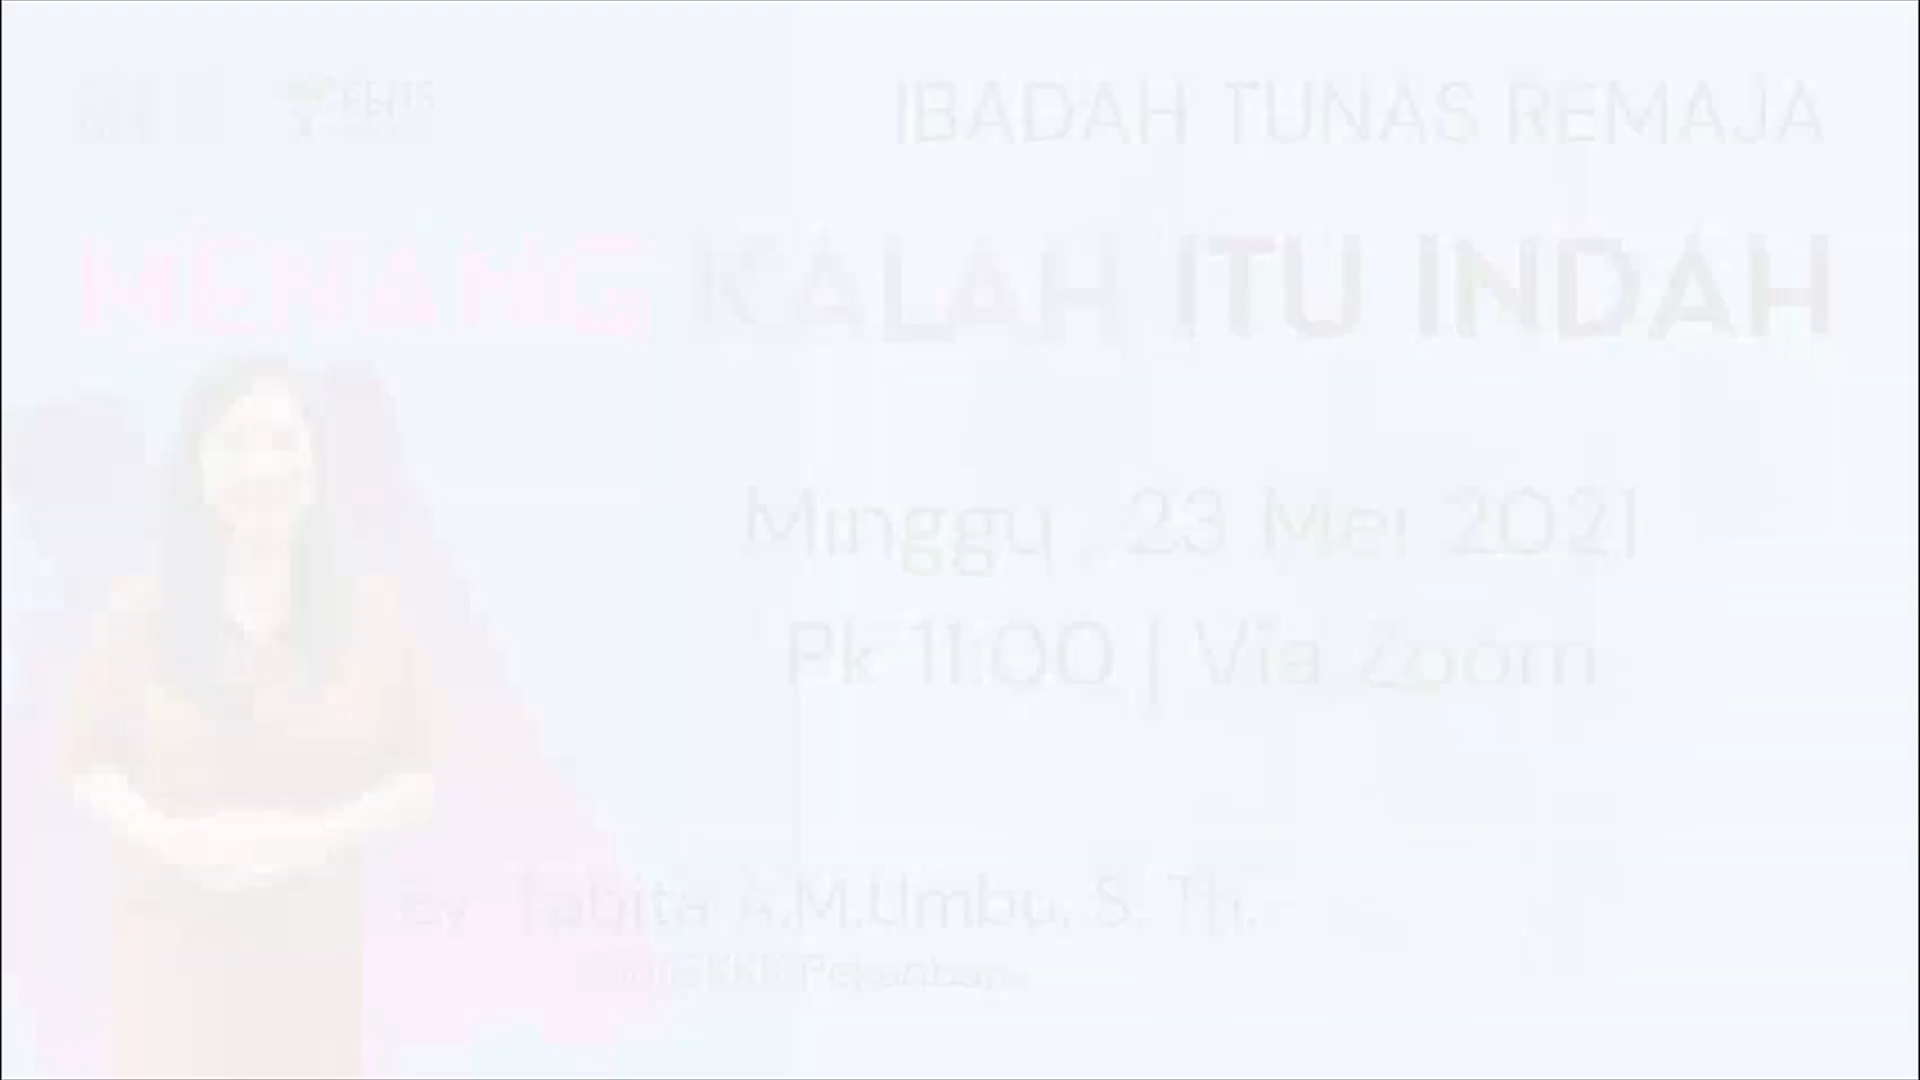 IBADAH TUNAS REMAJA
MENANG KALAH ITU INDAH
Minggu, 23 Mei 2021
Pk 11:00 | Via Zoom
Ev. Tabita A.M.Umbu, S. Th.